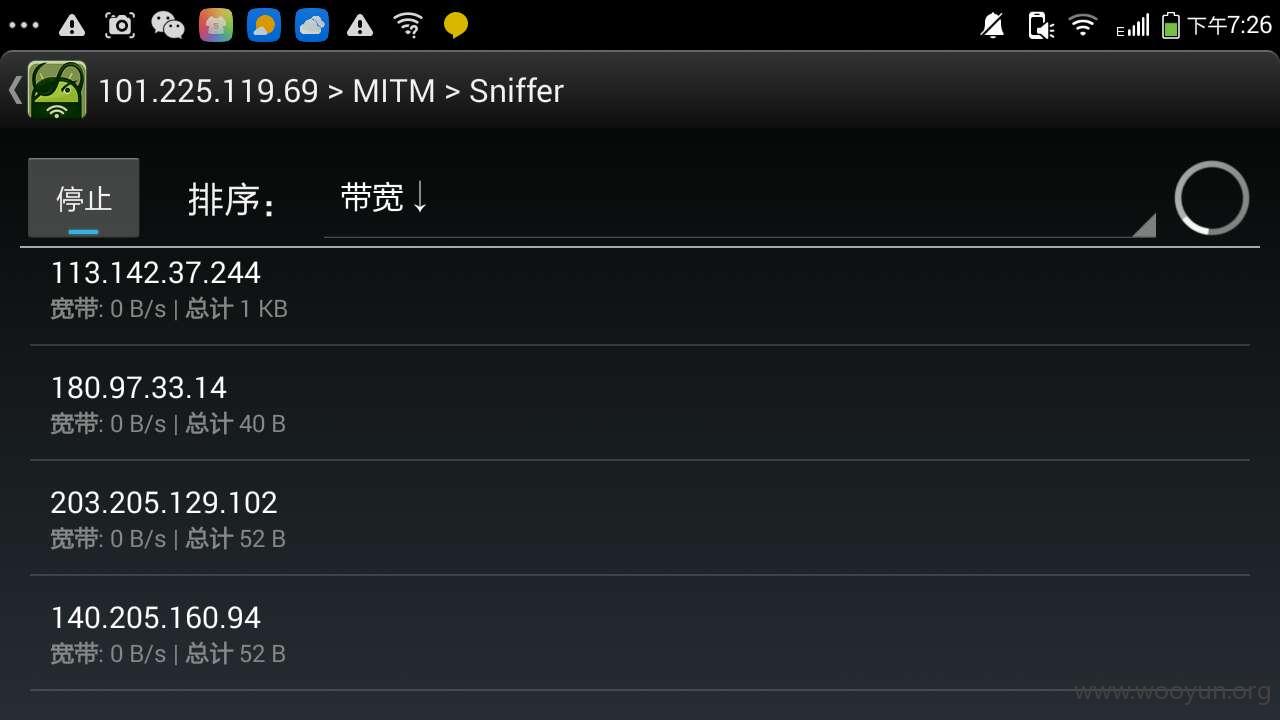 E 下午7:26
101.225.119.69 > MITM > Sniffer
停止 排序： 带宽 ↓
113.142.37.244
宽带: 0 B/s | 总计 1 KB
180.97.33.14
宽带: 0 B/s | 总计 40 B
203.205.129.102
宽带: 0 B/s | 总计 52 B
140.205.160.94
宽带: 0 B/s | 总计 52 B
www.wooyun.org